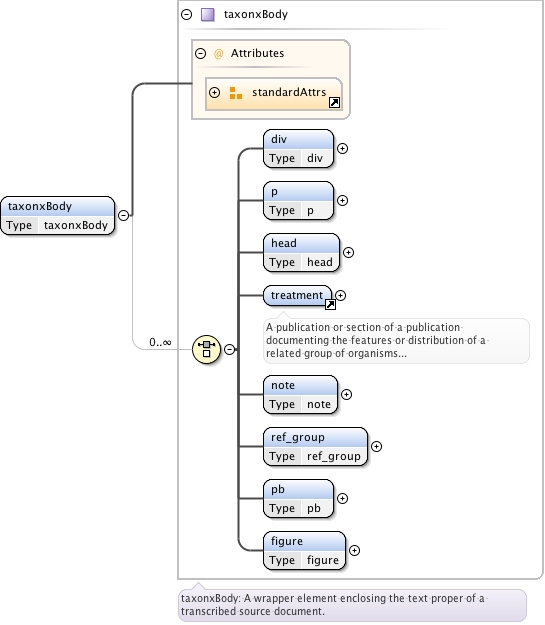 taxonxBody
@ Attributes
standardAttrs
div
Type div
p
Type p
taxonxBody
Type taxonxBody
head
Type head
treatment
0..∞
A publication or section of a publication
documenting the features or distribution of a
related group of organisms...
note
Type note
ref_group
Type ref_group
pb
Type pb
figure
Type figure
taxonxBody: A wrapper element enclosing the text proper of a
transcribed source document.